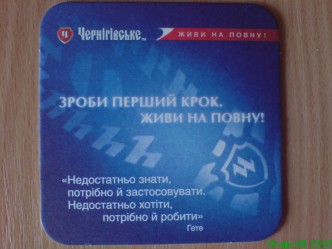 Ч Чернігівське ЖИВИ НА ПОВНУ!
ЗРОБИ ПЕРШИЙ КРОК.
ЖИВИ НА ПОВНУ!
«Недостатньо знати,
потрібно й застосовувати.
Недостатньо хотіти,
потрібно й робити»
Гете